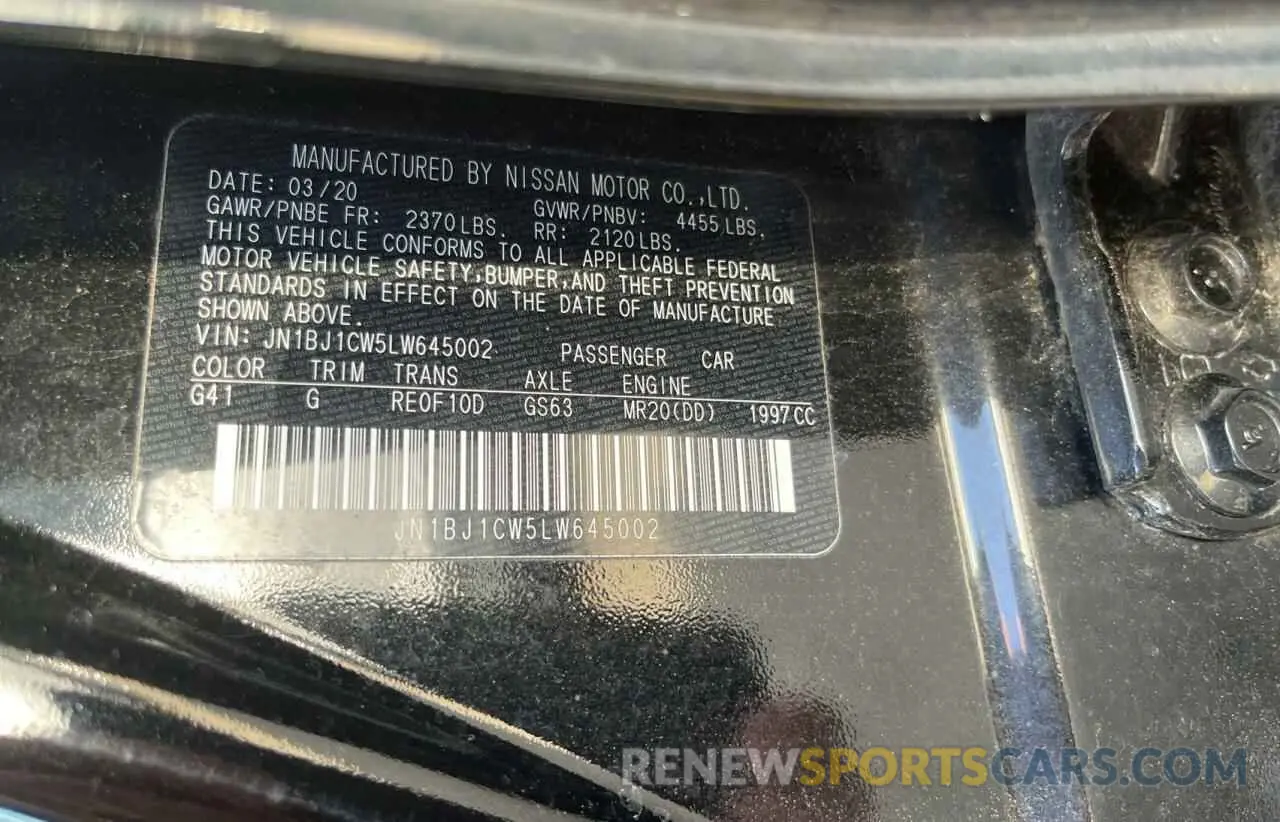 MANUFACTURED BY NISSAN MOTOR CO.,LTD.
DATE: 03/20 GVWR/PNBV: 4455 LBS.
GAWR/PNBE FR: 2370 LBS. RR: 2120 LBS.
THIS VEHICLE CONFORMS TO ALL APPLICABLE FEDERAL
MOTOR VEHICLE SAFETY,BUMPER,AND THEFT PREVENTION
STANDARDS IN EFFECT ON THE DATE OF MANUFACTURE
SHOWN ABOVE.
VIN: JN1BJ1CW5LW645002 PASSENGER CAR
COLOR TRIM TRANS AXLE ENGINE
G41 G RE0F10D GS63 MR20(DD) 1997CC
JN1BJ1CW5LW645002
RENEWSPORTSCARS.COM